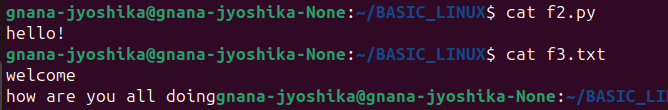 gnana-jyoshika@gnana-jyoshika-None:~/BASIC_LINUX$ cat f2.py
hello!
gnana-jyoshika@gnana-jyoshika-None:~/BASIC_LINUX$ cat f3.txt
welcome
how are you all doinggnana-jyoshika@gnana-jyoshika-None:~/BASIC_LI